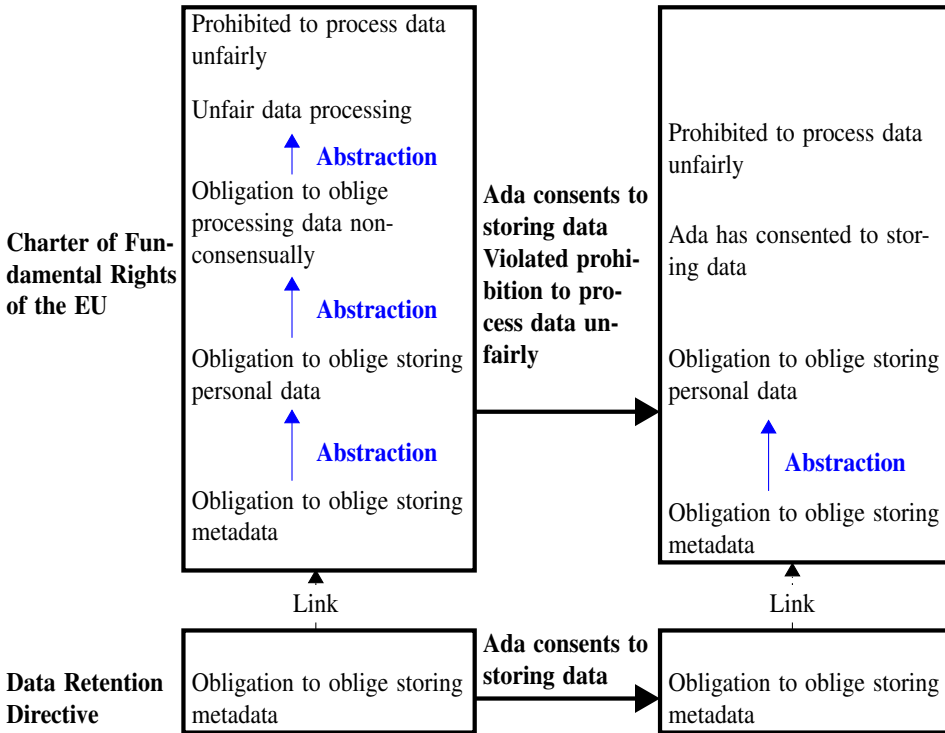 Prohibited to process data
unfairly
Unfair data processing
Abstraction
Obligation to oblige
processing data non-
consensually
Abstraction
Obligation to oblige storing
personal data
Abstraction
Obligation to oblige storing
metadata
Charter of Fun-
damental Rights
of the EU
Ada consents to
storing data
Violated prohi-
bition to pro-
cess data un-
fairly
Prohibited to process data
unfairly
Ada has consented to stor-
ing data
Obligation to oblige storing
personal data
Abstraction
Obligation to oblige storing
metadata
Link
Link
Data Retention
Directive
Obligation to oblige storing
metadata
Ada consents to
storing data
Obligation to oblige storing
metadata